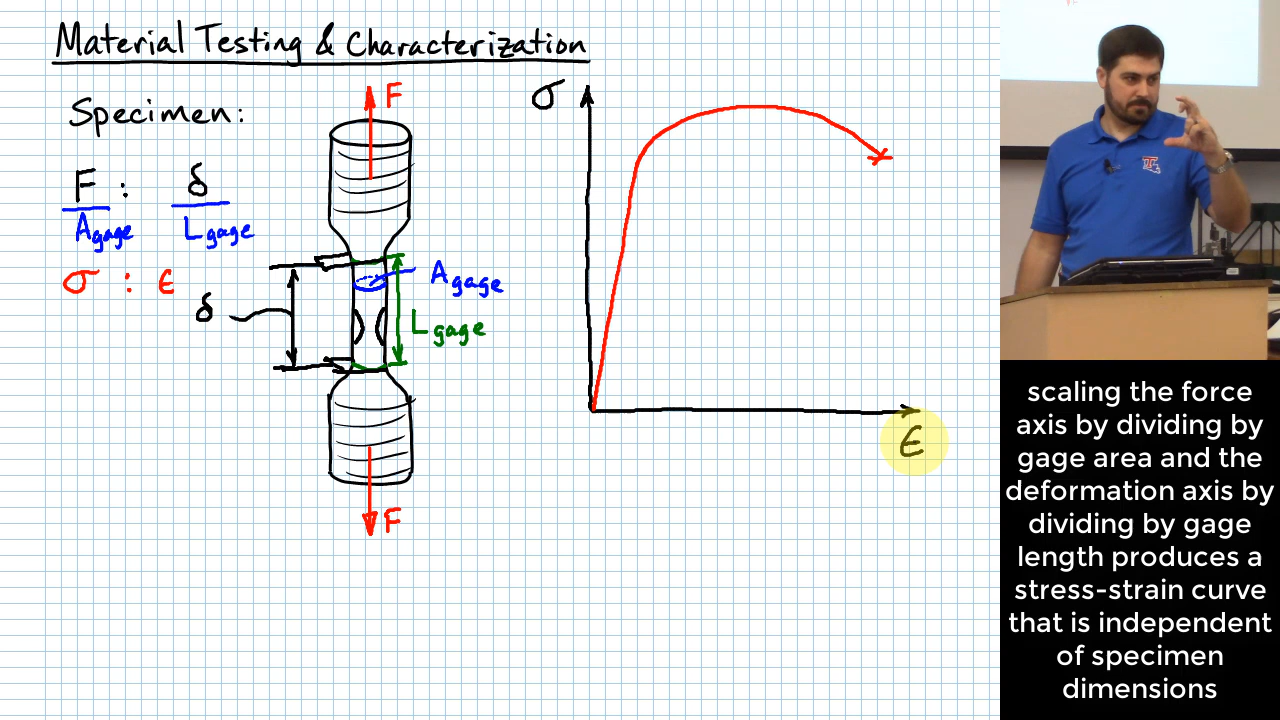 Material Testing & Characterization
Specimen:
F : δ
Agage Lgage
σ : ϵ
F
δ
Agage
Lgage
F
σ
ϵ
scaling the force
axis by dividing by
gage area and the
deformation axis by
dividing by gage
length produces a
stress-strain curve
that is independent
of specimen
dimensions